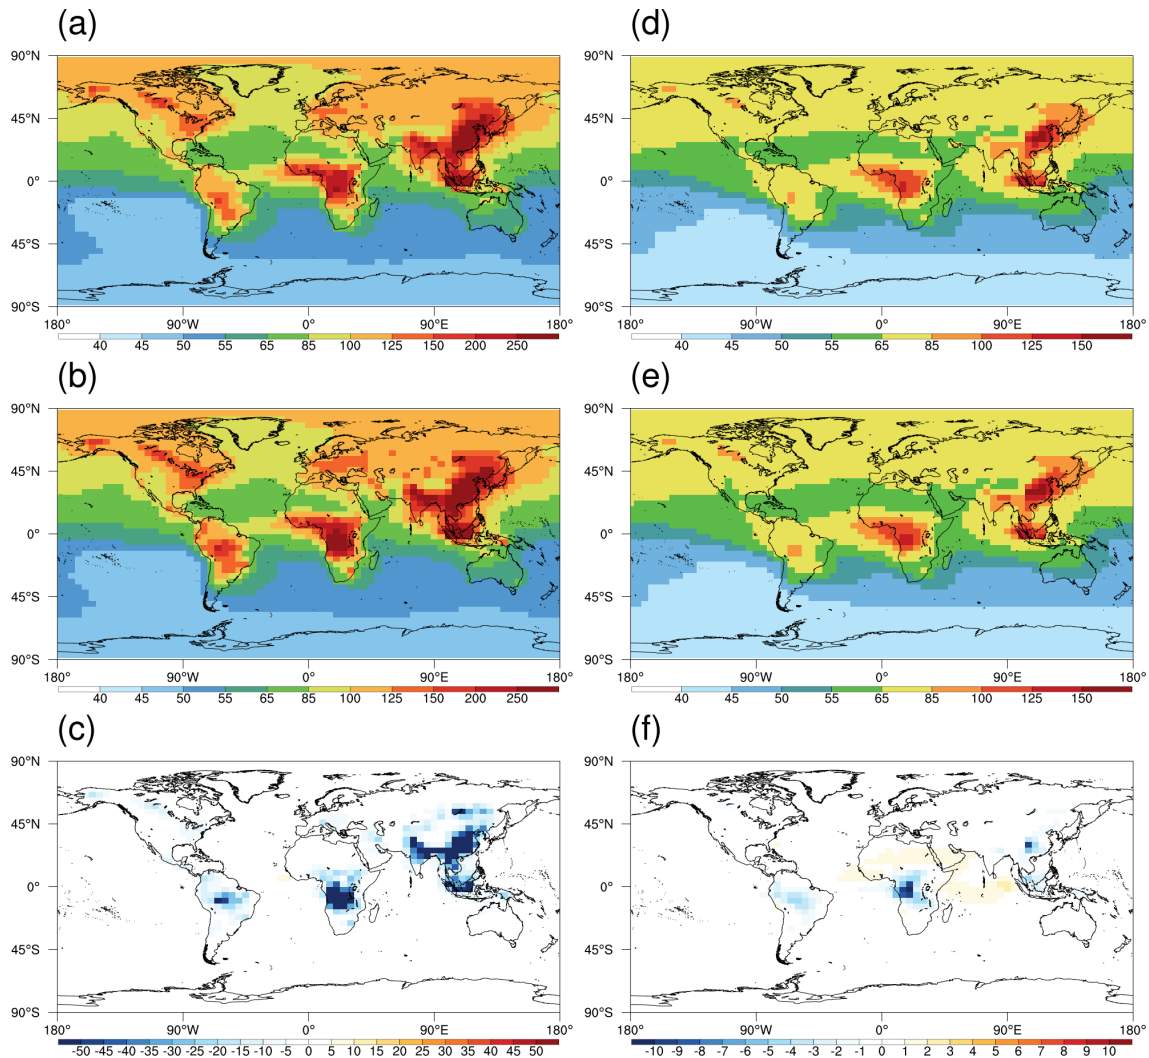 (a)
90°N
45°N
0°
45°S
90°S
180° 90°W 0° 90°E 180°
40 45 50 55 65 85 100 125 150 200 250
(d)
90°N
45°N
0°
45°S
90°S
180° 90°W 0° 90°E 180°
40 45 50 55 65 85 100 125 150
(b)
90°N
45°N
0°
45°S
90°S
180° 90°W 0° 90°E 180°
40 45 50 55 65 85 100 125 150 200 250
(e)
90°N
45°N
0°
45°S
90°S
180° 90°W 0° 90°E 180°
40 45 50 55 65 85 100 125 150
(c)
90°N
45°N
0°
45°S
90°S
180° 90°W 0° 90°E 180°
-50 -45 -40 -35 -30 -25 -20 -15 -10 -5 0 5 10 15 20 25 30 35 40 45 50
(f)
90°N
45°N
0°
45°S
90°S
180° 90°W 0° 90°E 180°
-10 -9 -8 -7 -6 -5 -4 -3 -2 -1 0 1 2 3 4 5 6 7 8 9 10